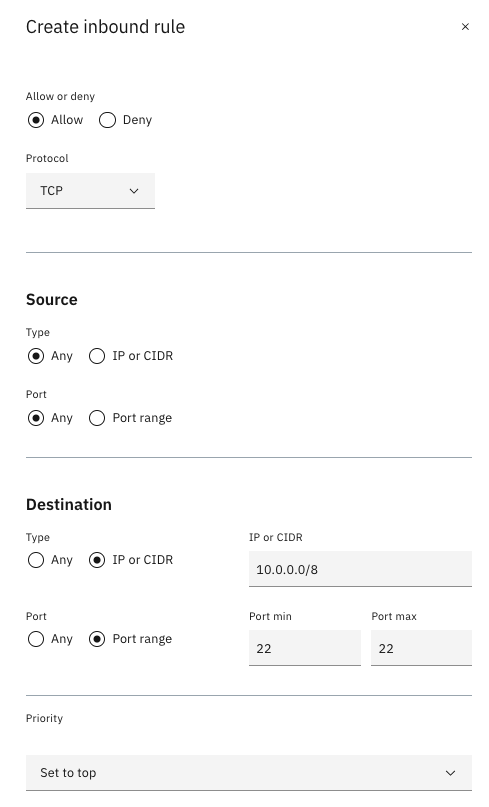 Create inbound rule
Allow or deny
Allow Deny
Protocol
TCP
Source
Type
Any IP or CIDR
Port
Any Port range
Destination
Type IP or CIDR
Any IP or CIDR 10.0.0.0/8
Port Port min Port max
Any Port range 22 22
Priority
Set to top